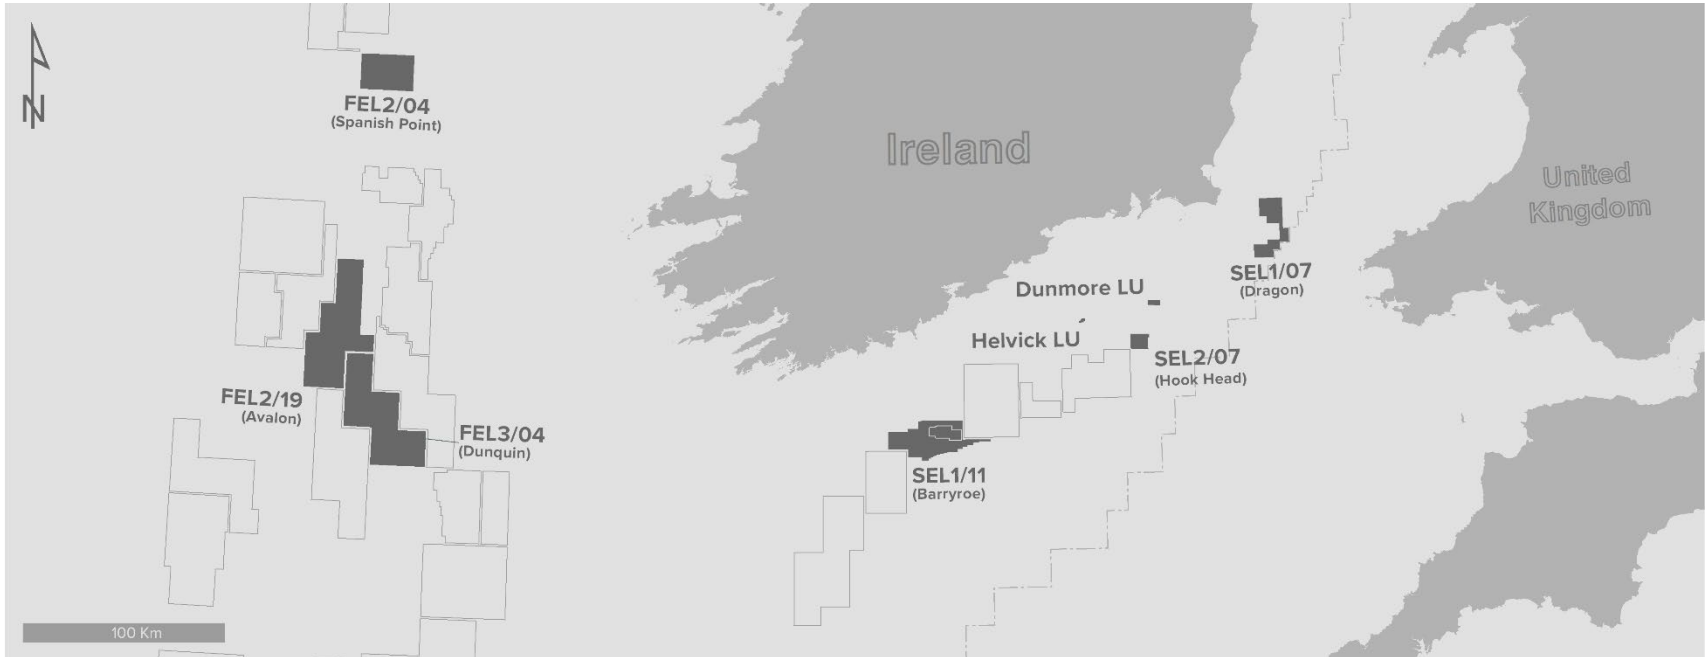 N
FEL2/04
(Spanish Point)
Ireland
United
Kingdom
SEL1/07
(Dragon)
Dunmore LU
Helvick LU
SEL2/07
(Hook Head)
FEL2/19
(Avalon)
FEL3/04
(Dunquin)
SEL1/11
(Barryroe)
100 Km